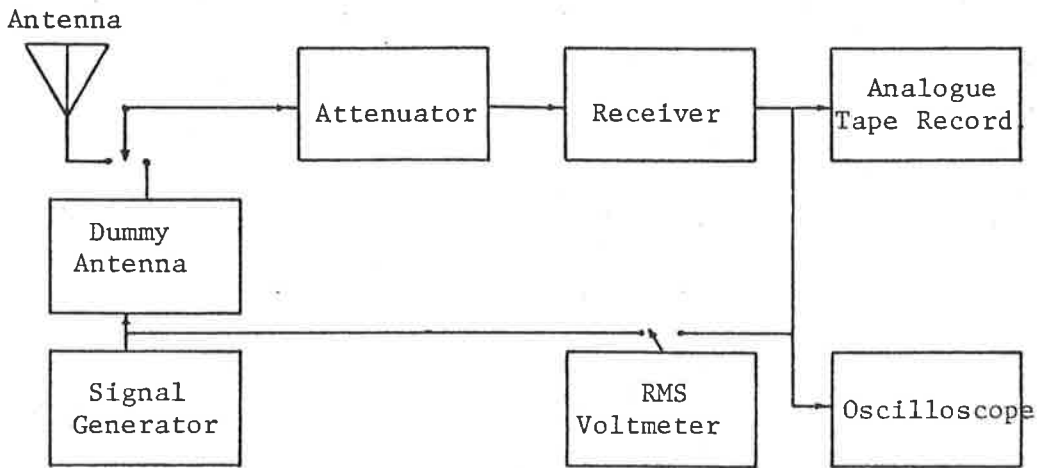 Antenna
Attenuator
Receiver
Analogue
Tape Record
Dummy
Antenna
Signal
Generator
RMS
Voltmeter
Oscilloscope